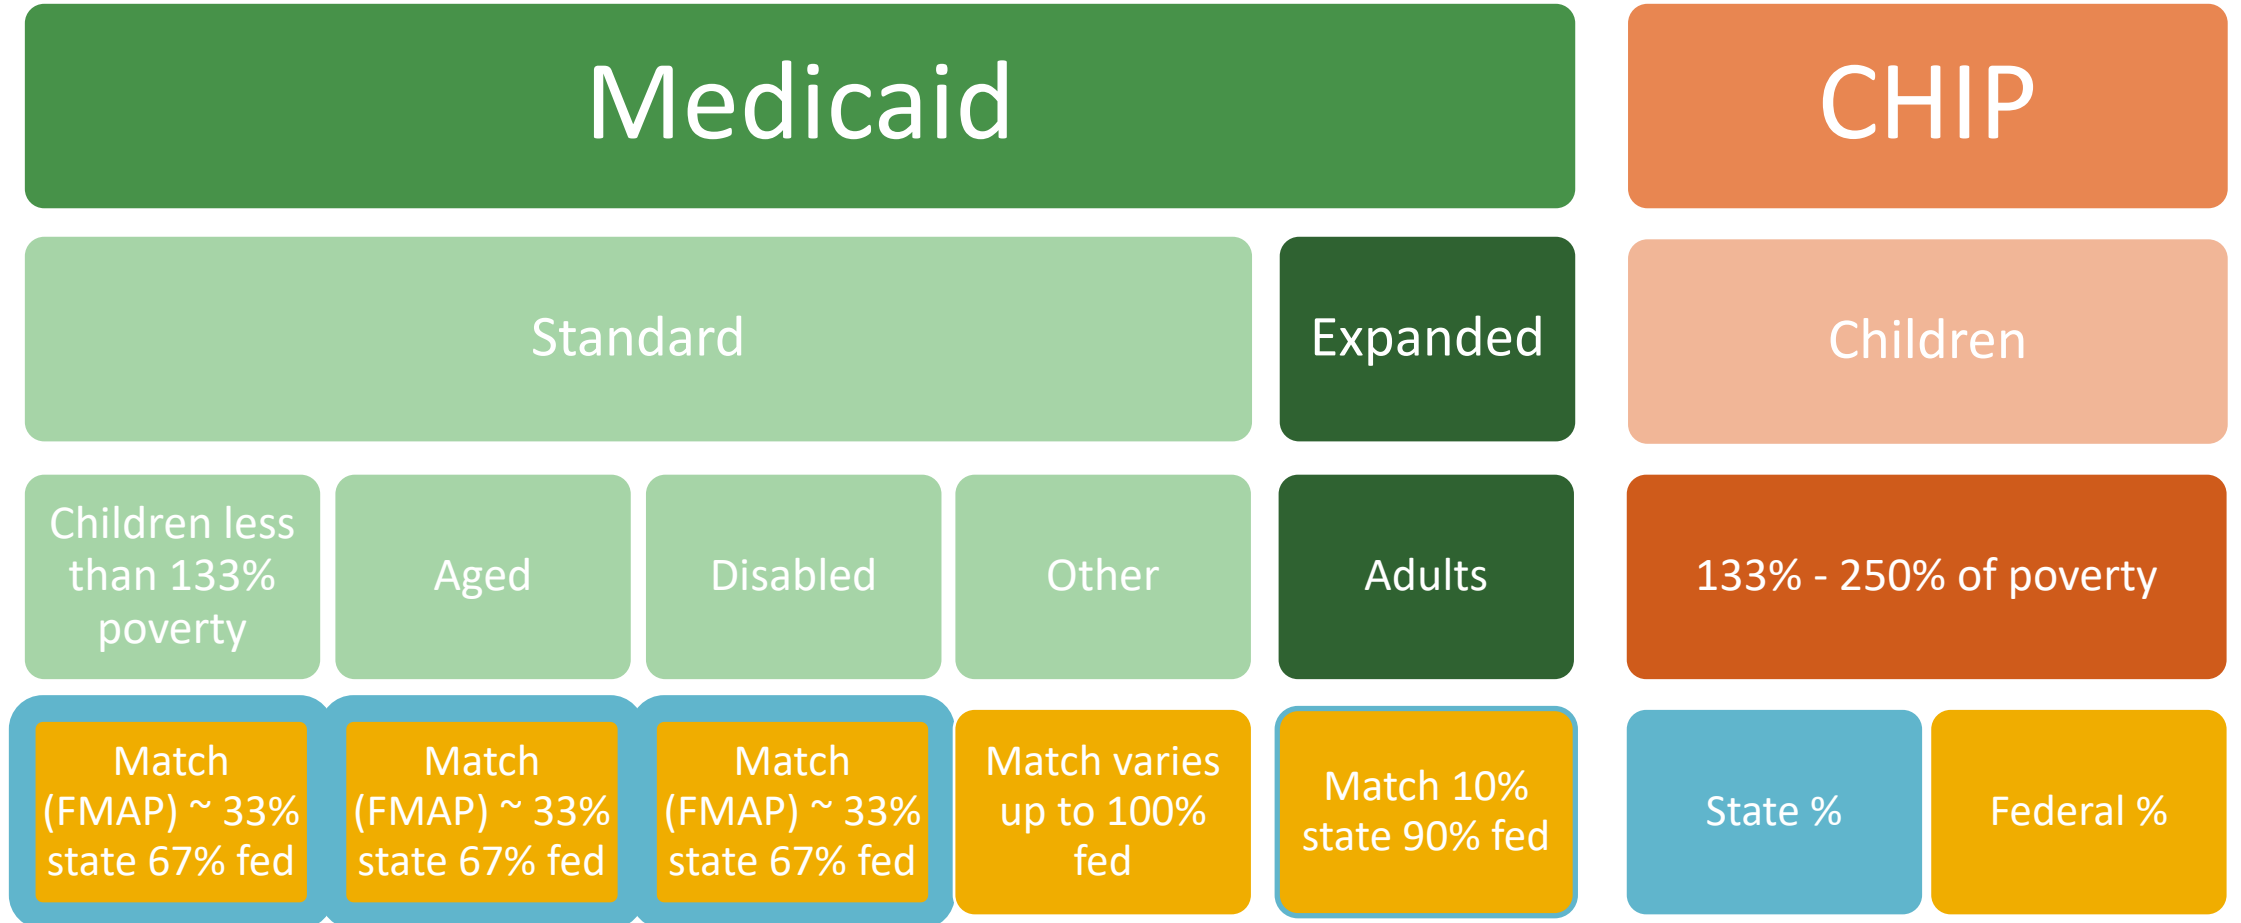 Medicaid
CHIP
Standard
Expanded
Children
Children less
than 133%
poverty
Aged
Disabled
Other
Adults
133% - 250% of poverty
Match
(FMAP) ~ 33%
state 67% fed
Match
(FMAP) ~ 33%
state 67% fed
Match
(FMAP) ~ 33%
state 67% fed
Match varies
up to 100%
fed
Match 10%
state 90% fed
State %
Federal %